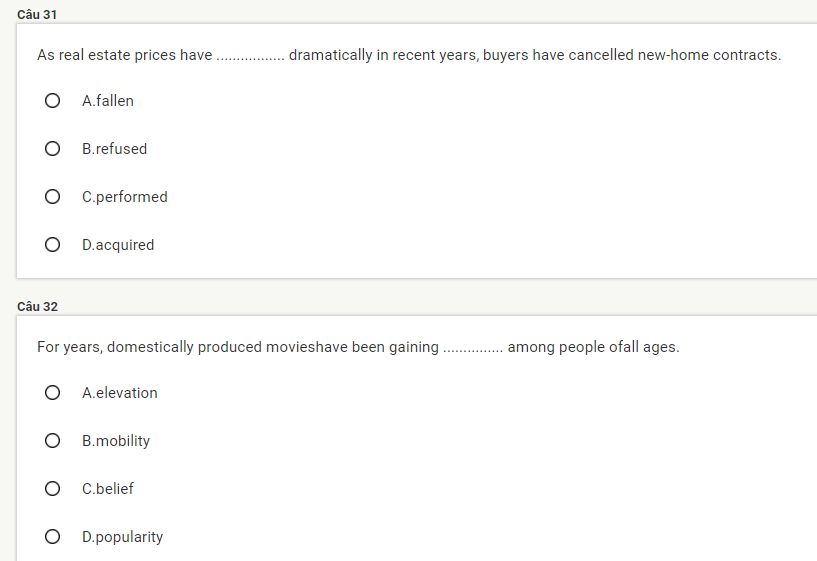 Câu 31
As real estate prices have ................. dramatically in recent years, buyers have cancelled new-home contracts.
A.fallen
B.refused
C.performed
D.acquired
Câu 32
For years, domestically produced movieshave been gaining ............... among people ofall ages.
A.elevation
B.mobility
C.belief
D.popularity